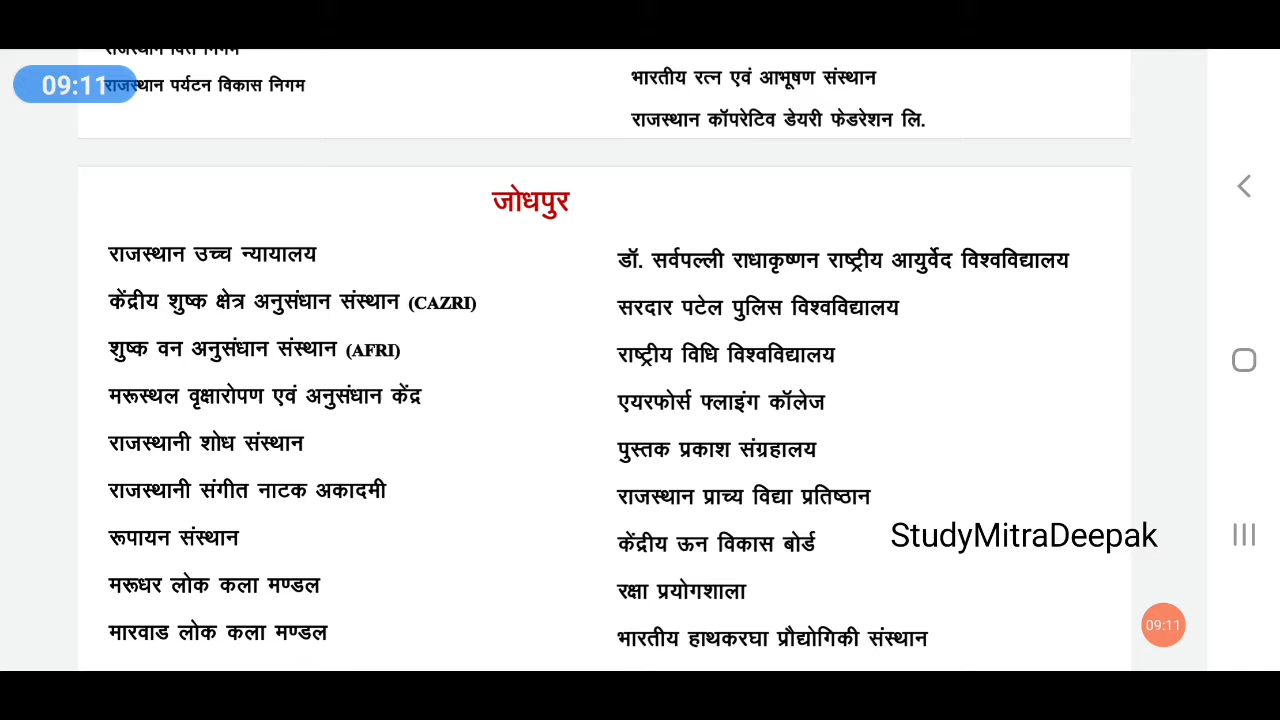 09:11
राजस्थान पर्यटन विकास निगम
भारतीय रत्न एवं आभूषण संस्थान
राजस्थान कॉपरेटिव डेयरी फेडरेशन लि.
जोधपुर
राजस्थान उच्च न्यायालय
केंद्रीय शुष्क क्षेत्र अनुसंधान संस्थान (CAZRI)
शुष्क वन अनुसंधान संस्थान (AFRI)
मरूस्थल वृक्षारोपण एवं अनुसंधान केंद्र
राजस्थानी शोध संस्थान
राजस्थानी संगीत नाटक अकादमी
रूपायन संस्थान
मरूधर लोक कला मण्डल
मारवाड लोक कला मण्डल
डॉ. सर्वपल्ली राधाकृष्णन राष्ट्रीय आयुर्वेद विश्वविद्यालय
सरदार पटेल पुलिस विश्वविद्यालय
राष्ट्रीय विधि विश्वविद्यालय
एयरफोर्स फ्लाइंग कॉलेज
पुस्तक प्रकाश संग्रहालय
राजस्थान प्राच्य विद्या प्रतिष्ठान
केंद्रीय ऊन विकास बोर्ड
रक्षा प्रयोगशाला
भारतीय हाथकरघा प्रौद्योगिकी संस्थान
StudyMitraDeepak
09:11